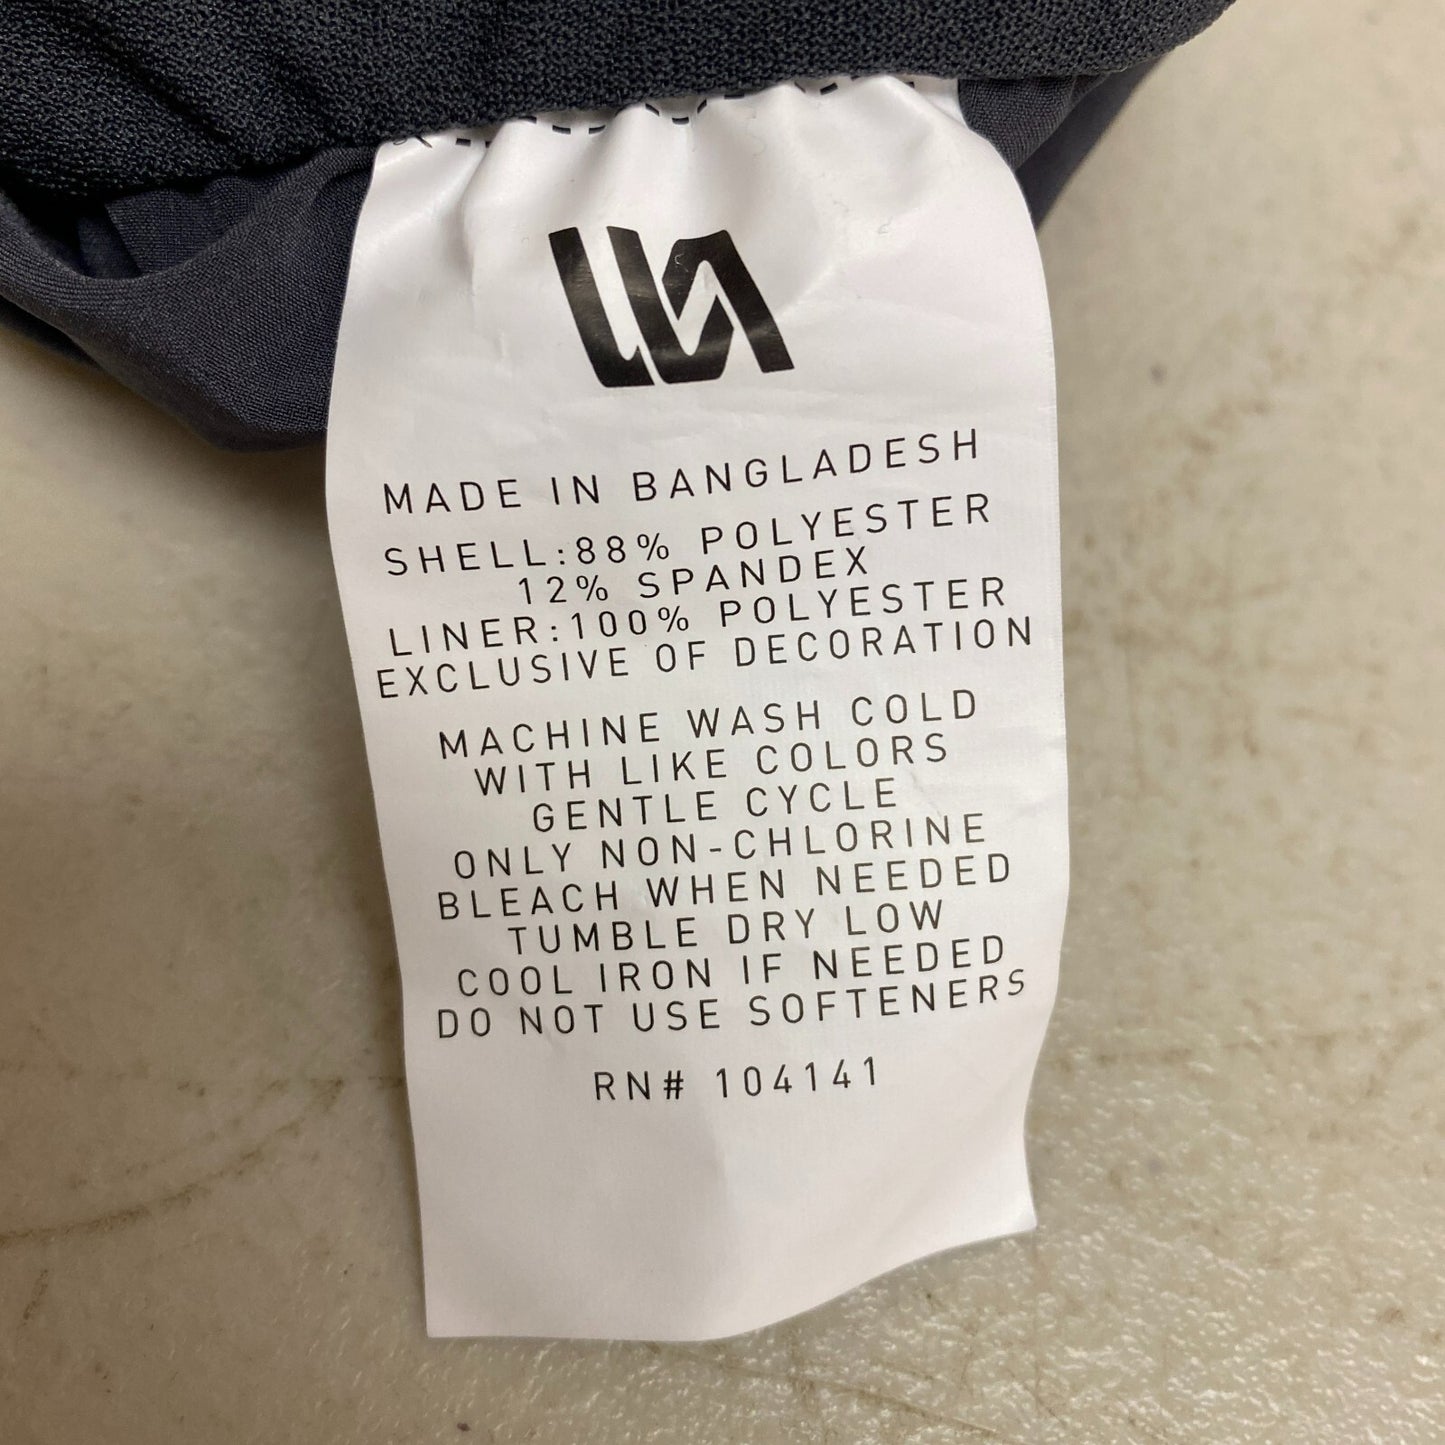 MADE IN BANGLADESH
SHELL:88% POLYESTER
12% SPANDEX
LINER:100% POLYESTER
EXCLUSIVE OF DECORATION
MACHINE WASH COLD
WITH LIKE COLORS
GENTLE CYCLE
ONLY NON-CHLORINE
BLEACH WHEN NEEDED
TUMBLE DRY LOW
COOL IRON IF NEEDED
DO NOT USE SOFTENERS
RN# 104141